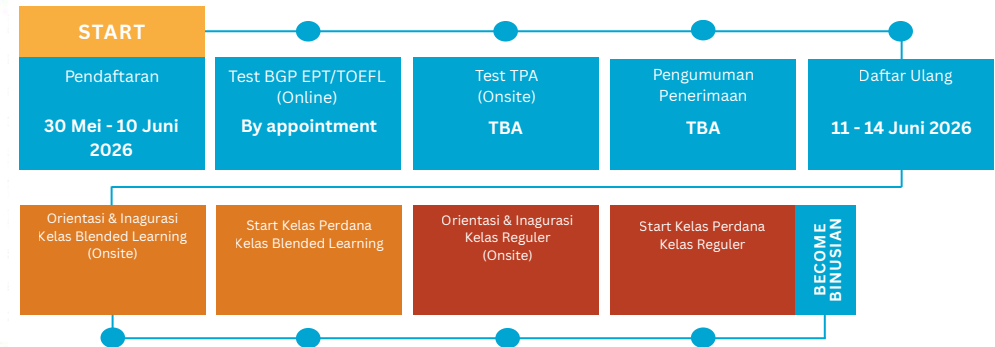 START
Pendaftaran
30 Mei - 10 Juni
2026
Test BGP EPT/TOEFL
(Online)
By appointment
Test TPA
(Onsite)
TBA
Pengumuman
Penerimaan
TBA
Daftar Ulang
11 - 14 Juni 2026
Orientasi & Inagurasi
Kelas Blended Learning
(Onsite)
Start Kelas Perdana
Kelas Blended Learning
Orientasi & Inagurasi
Kelas Reguler
(Onsite)
Start Kelas Perdana
Kelas Reguler
BECOME
BINUSIAN